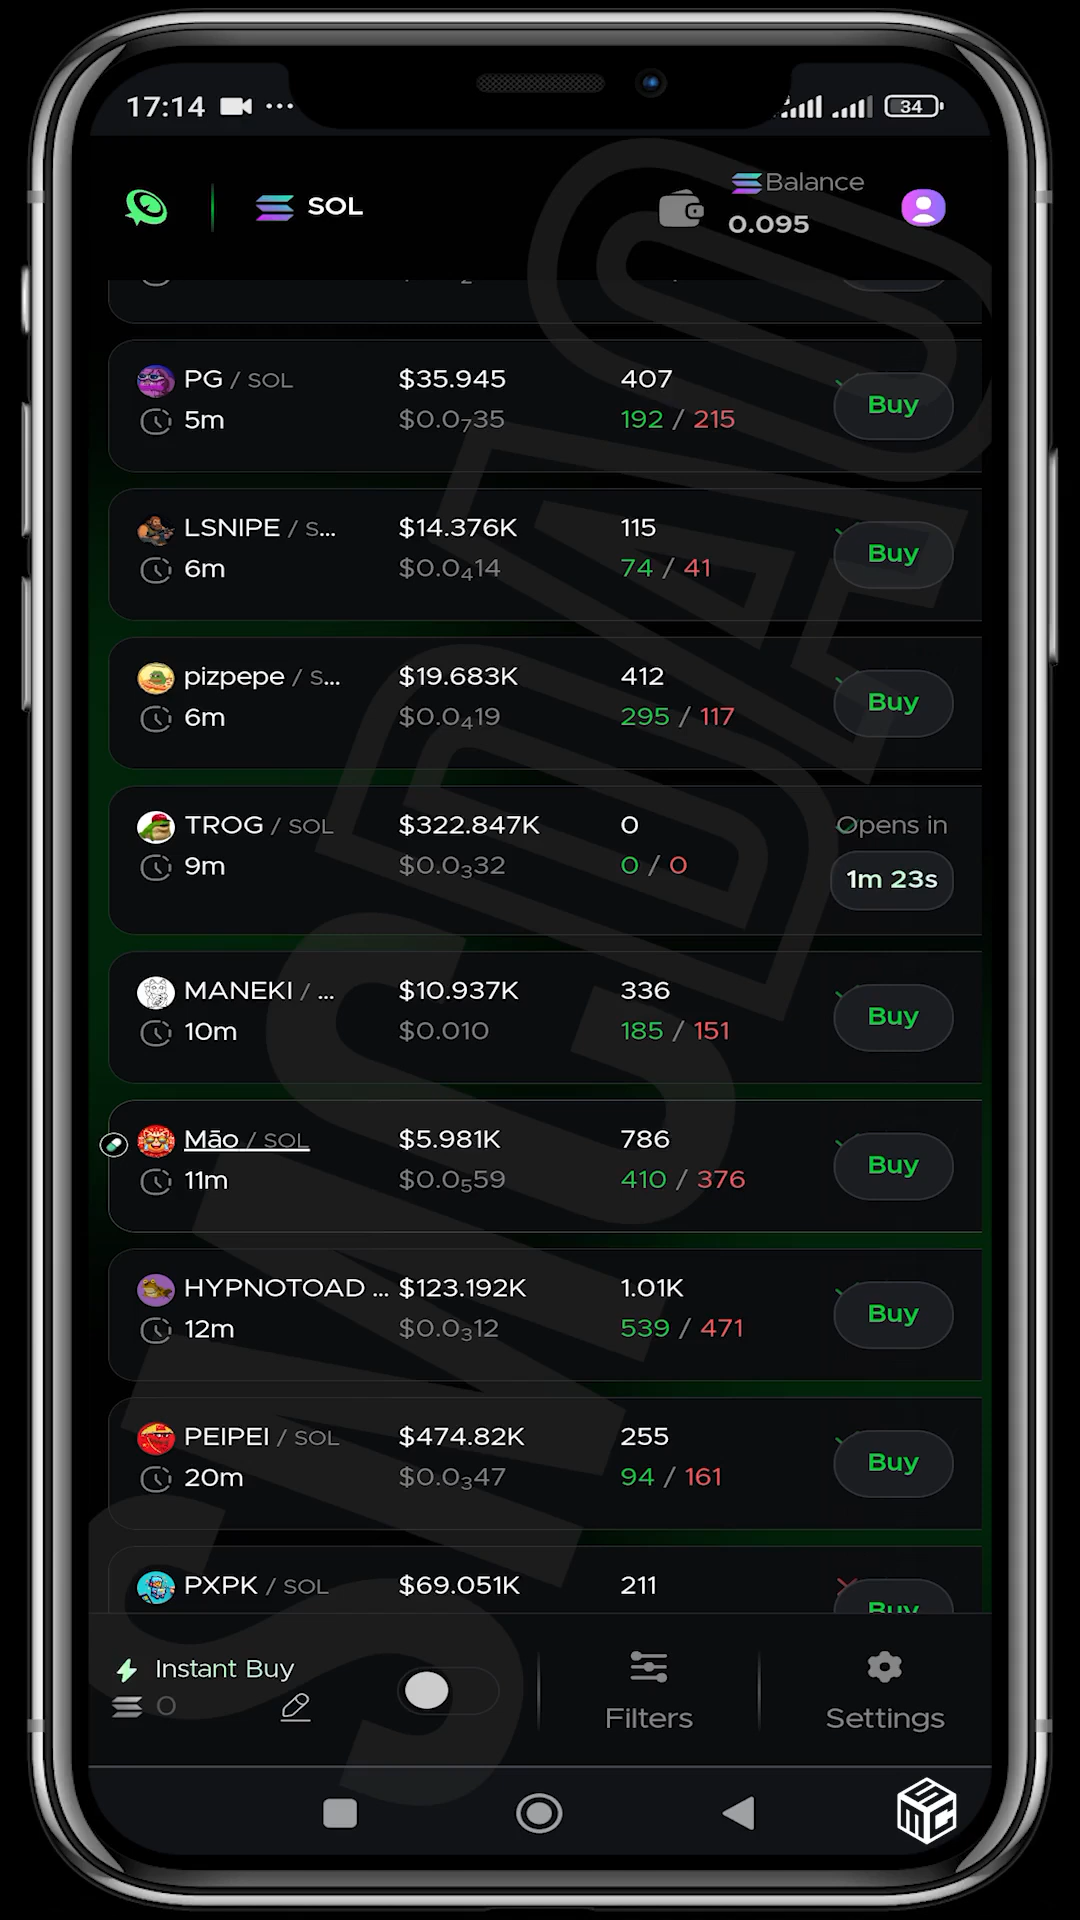 17:14 34
SOL
Balance
0.095
PG / SOL $35.945 407 Buy
5m $0.0₇35 192 / 215
LSNIPE / S... $14.376K 115 Buy
6m $0.0₄14 74 / 41
pizpepe / S... $19.683K 412 Buy
6m $0.0₄19 295 / 117
TROG / SOL $322.847K 0 Opens in
9m $0.0₃32 0 / 0 1m 23s
MANEKI / ... $10.937K 336 Buy
10m $0.010 185 / 151
Māo / SOL $5.981K 786 Buy
11m $0.0₅59 410 / 376
HYPNOTOAD ... $123.192K 1.01K Buy
12m $0.0₃12 539 / 471
PEIPEI / SOL $474.82K 255 Buy
20m $0.0₃47 94 / 161
PXPK / SOL $69.051K 211 Buy
Instant Buy
0
Filters
Settings
SMCDAO
SMC